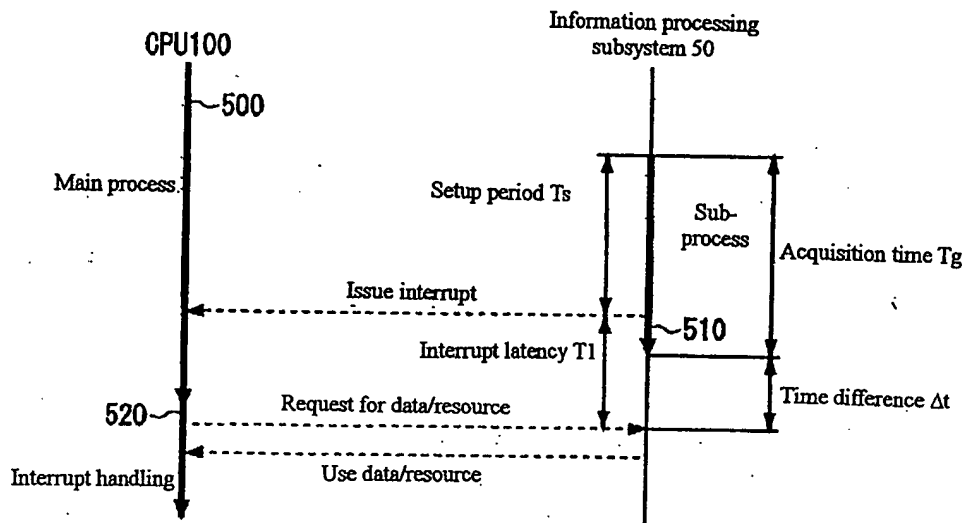 CPU100
Information processing
subsystem 50
500
Main process
Setup period Ts
Sub-
process
Acquisition time Tg
Issue interrupt
510
Interrupt latency T1
520
Request for data/resource
Time difference Δt
Use data/resource
Interrupt handling